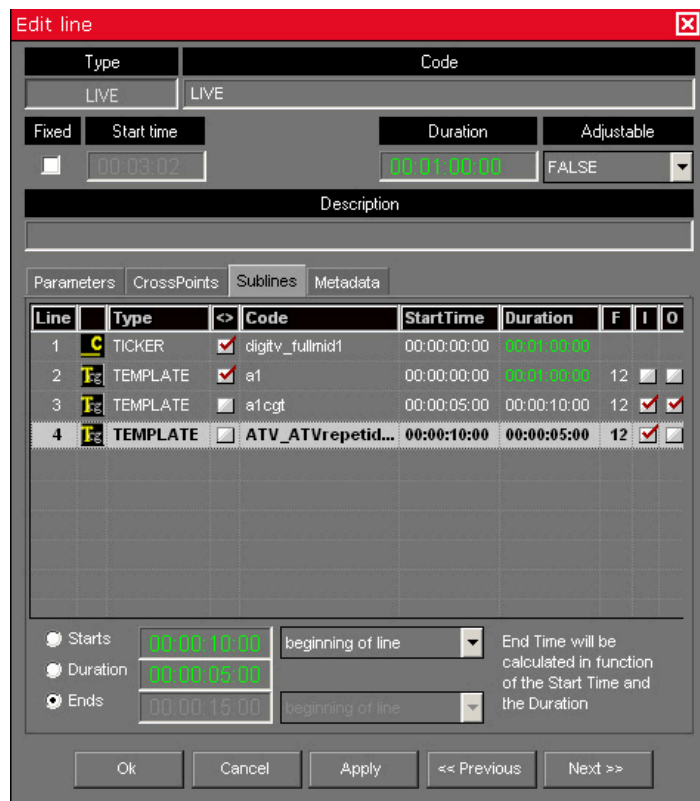 Edit line
Type Code
LIVE LIVE
Fixed Start time Duration Adjustable
00:03:02 00:01:00:00 FALSE
Description
Parameters CrossPoints Sublines Metadata
Line Type <> Code StartTime Duration F I O
1 C TICKER digitv_fullmid1 00:00:00:00 00:01:00:00
2 Tg TEMPLATE a1 00:00:00:00 00:01:00:00 12
3 Tg TEMPLATE a1cgt 00:00:05:00 00:00:10:00 12
4 Tg TEMPLATE ATV_ATVrepetid... 00:00:10:00 00:00:05:00 12
Starts 00:00:10:00 beginning of line
Duration 00:00:05:00
Ends 00:00:15:00 beginning of line
End Time will be
calculated in function
of the Start Time and
the Duration
Ok Cancel Apply << Previous Next >>